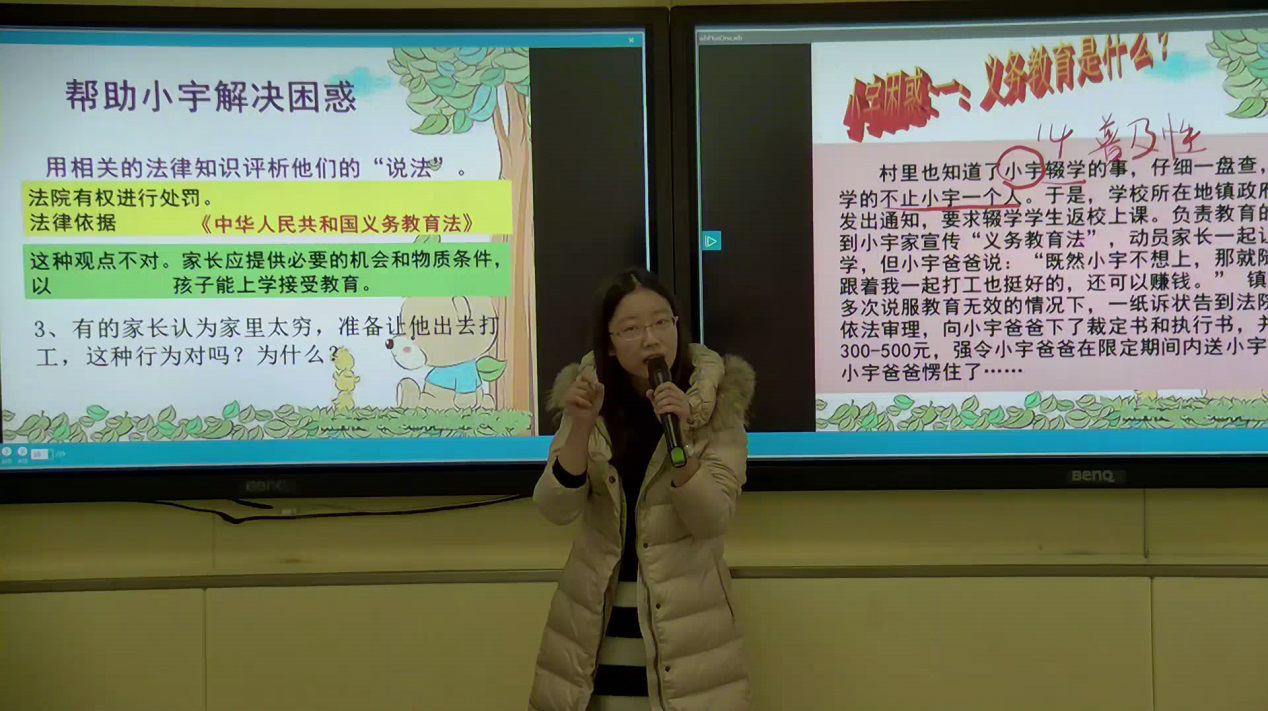 帮助小宇解决困惑
用相关的法律知识评析他们的“说法”。
法院有权进行处罚。
法律依据 《中华人民共和国义务教育法》
这种观点不对。家长应提供必要的机会和物质条件，
以 孩子能上学接受教育。
3、有的家长认为家里太穷，准备让他出去打
工，这种行为对吗？为什么？
BenQ
小宇困惑一：义务教育是什么？
普及性
村里也知道了小宇辍学的事，仔细一盘查，
学的不止小宇一个人。于是，学校所在地镇政府
发出通知，要求辍学学生返校上课。负责教育的
到小宇家宣传“义务教育法”，动员家长一起让
学，但小宇爸爸说：“既然小宇不想上，那就
跟着我一起打工也挺好的，还可以赚钱。” 镇
多次说服教育无效的情况下，一纸诉状告到法院
依法审理，向小宇爸爸下了裁定书和执行书，
300-500元，强令小宇爸爸在限定期间内送小宇
小宇爸爸愣住了……
BenQ